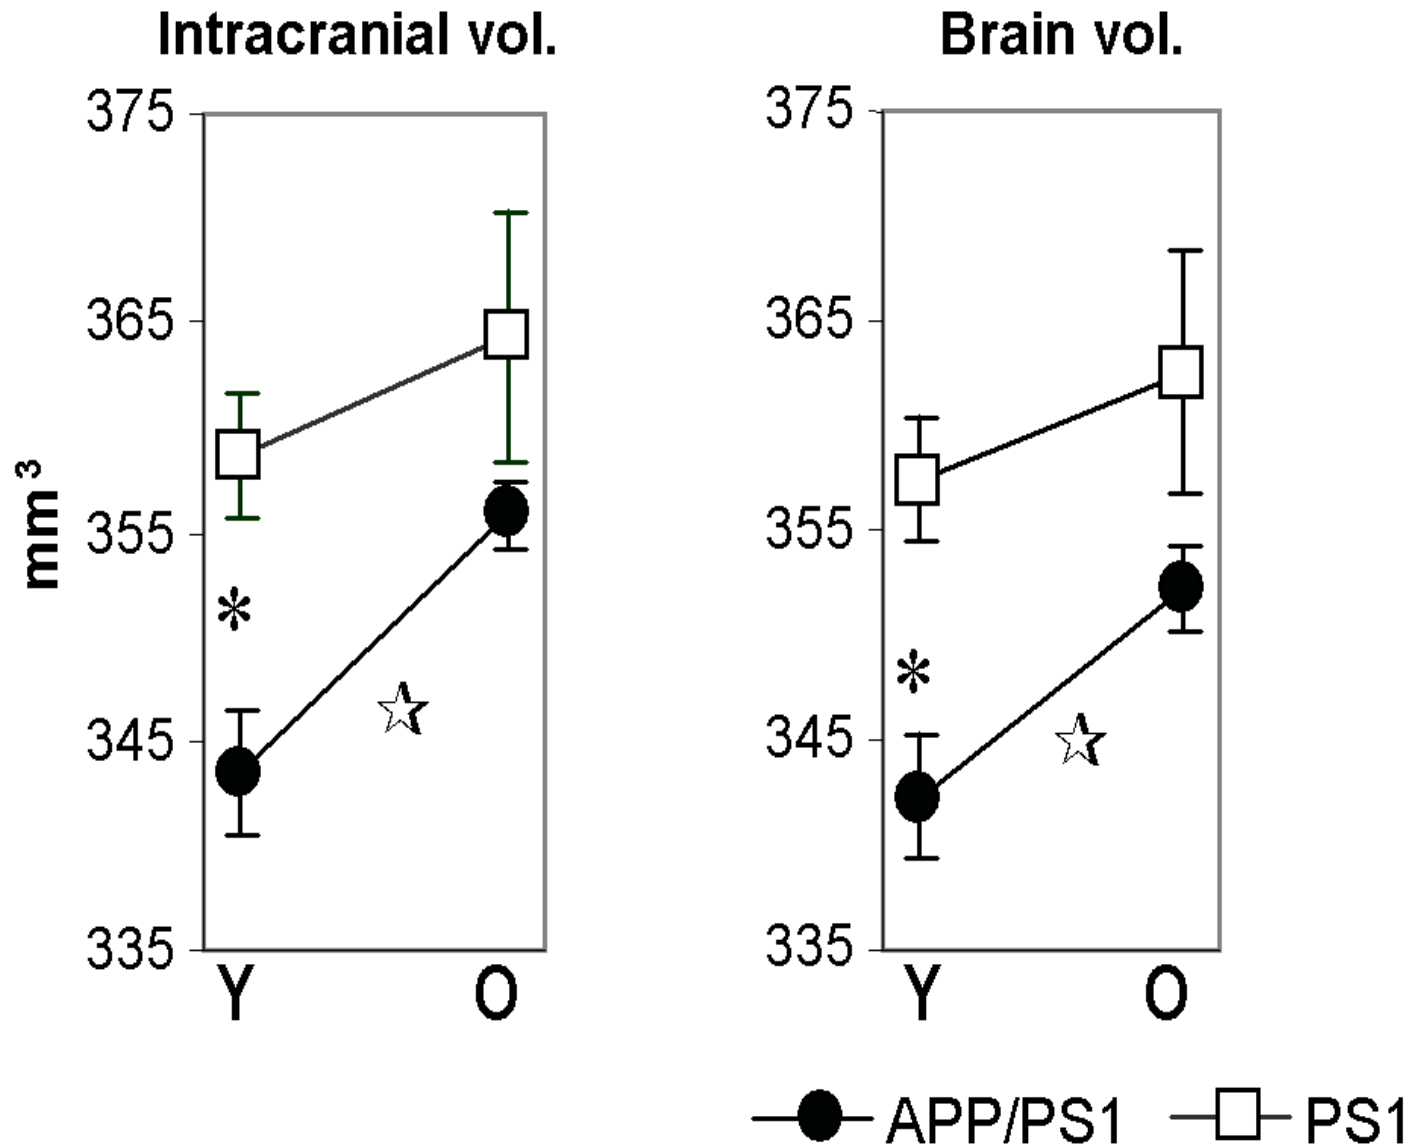 Intracranial vol.
375
365
355
345
335
mm³
*
☆
Y O
Brain vol.
375
365
355
345
335
*
☆
Y O
APP/PS1 PS1